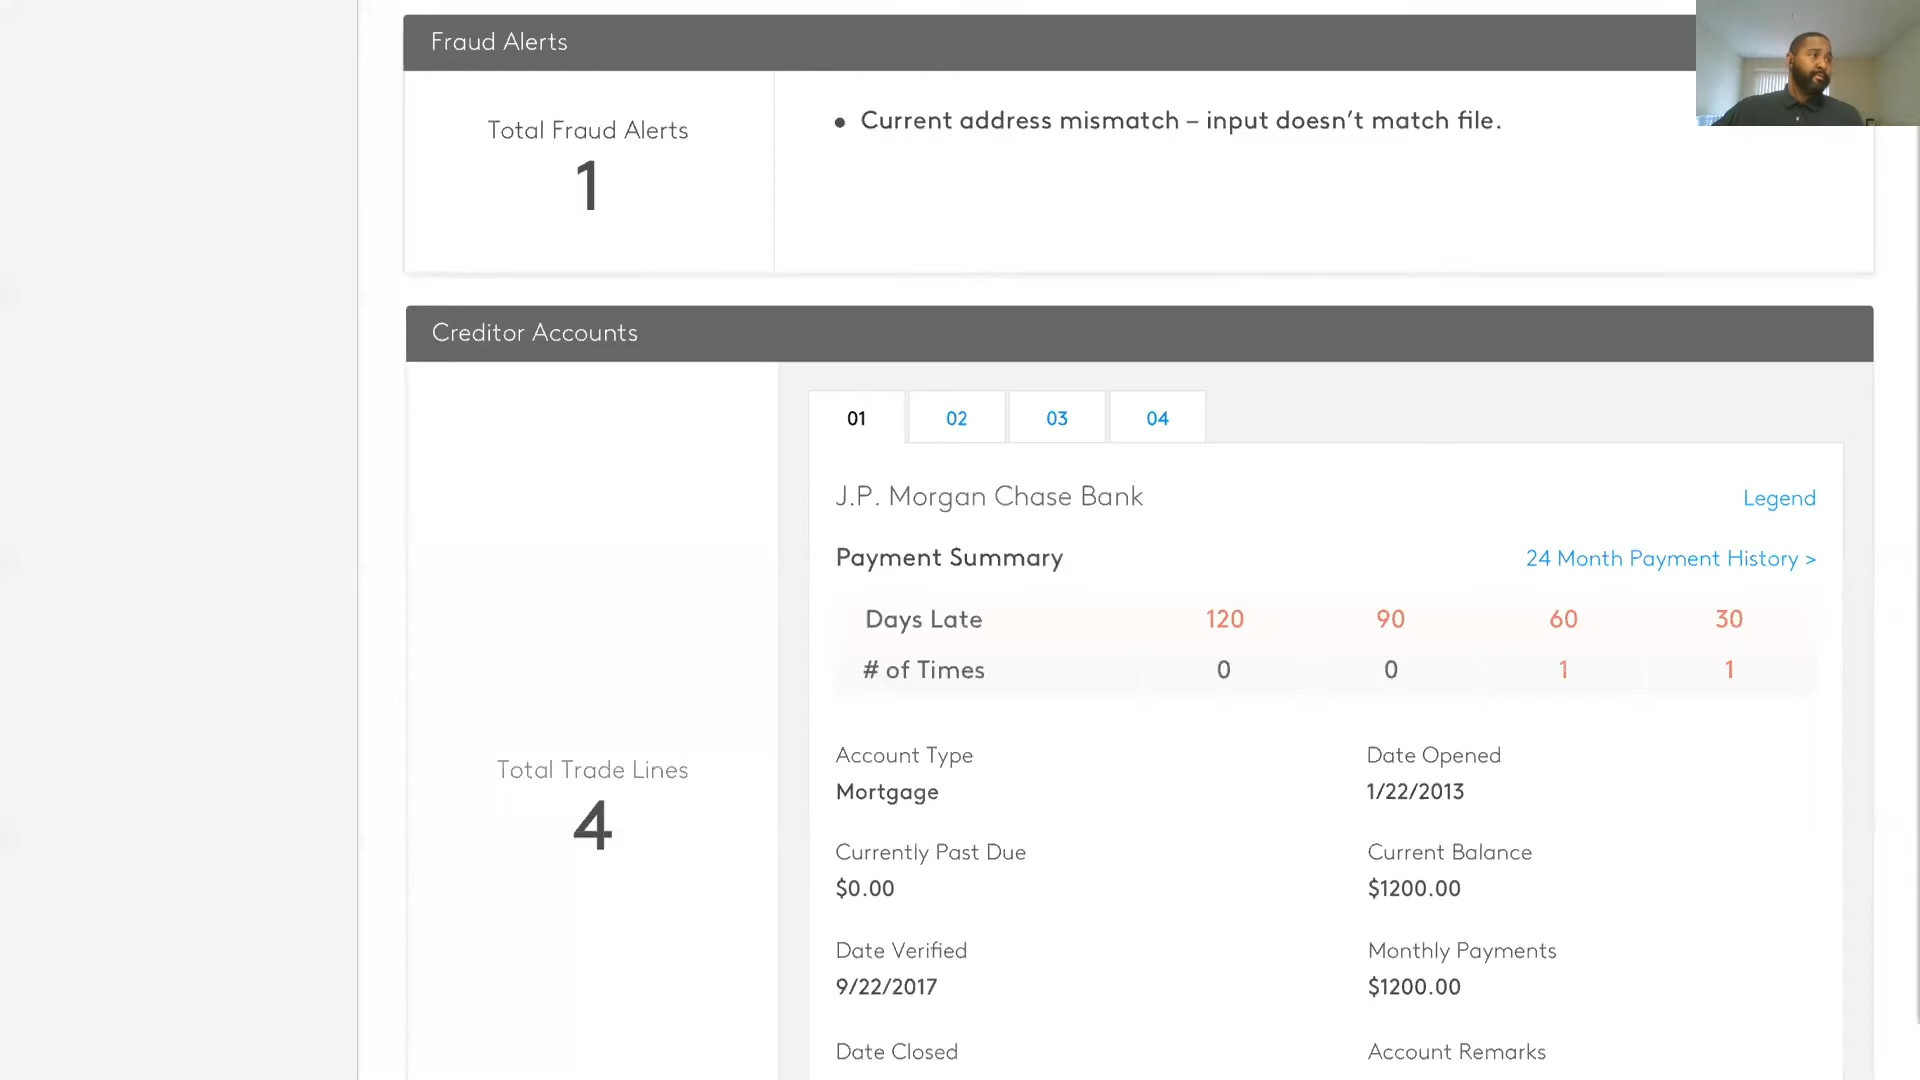 Fraud Alerts
Total Fraud Alerts
1
• Current address mismatch – input doesn’t match file.
Creditor Accounts
Total Trade Lines
4
01 02 03 04
J.P. Morgan Chase Bank
Legend
Payment Summary
24 Month Payment History >
Days Late 120 90 60 30
# of Times 0 0 1 1
Account Type
Mortgage
Date Opened
1/22/2013
Currently Past Due
$0.00
Current Balance
$1200.00
Date Verified
9/22/2017
Monthly Payments
$1200.00
Date Closed
Account Remarks